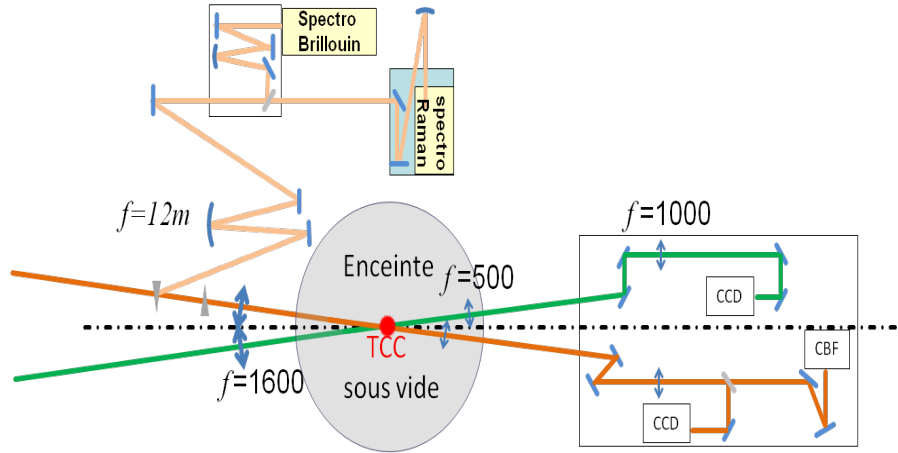 Spectro
Brillouin
spectro
Raman
f=12m
f=1000
Enceinte
f=500
CCD
TCC
CBF
f=1600
sous vide
CCD